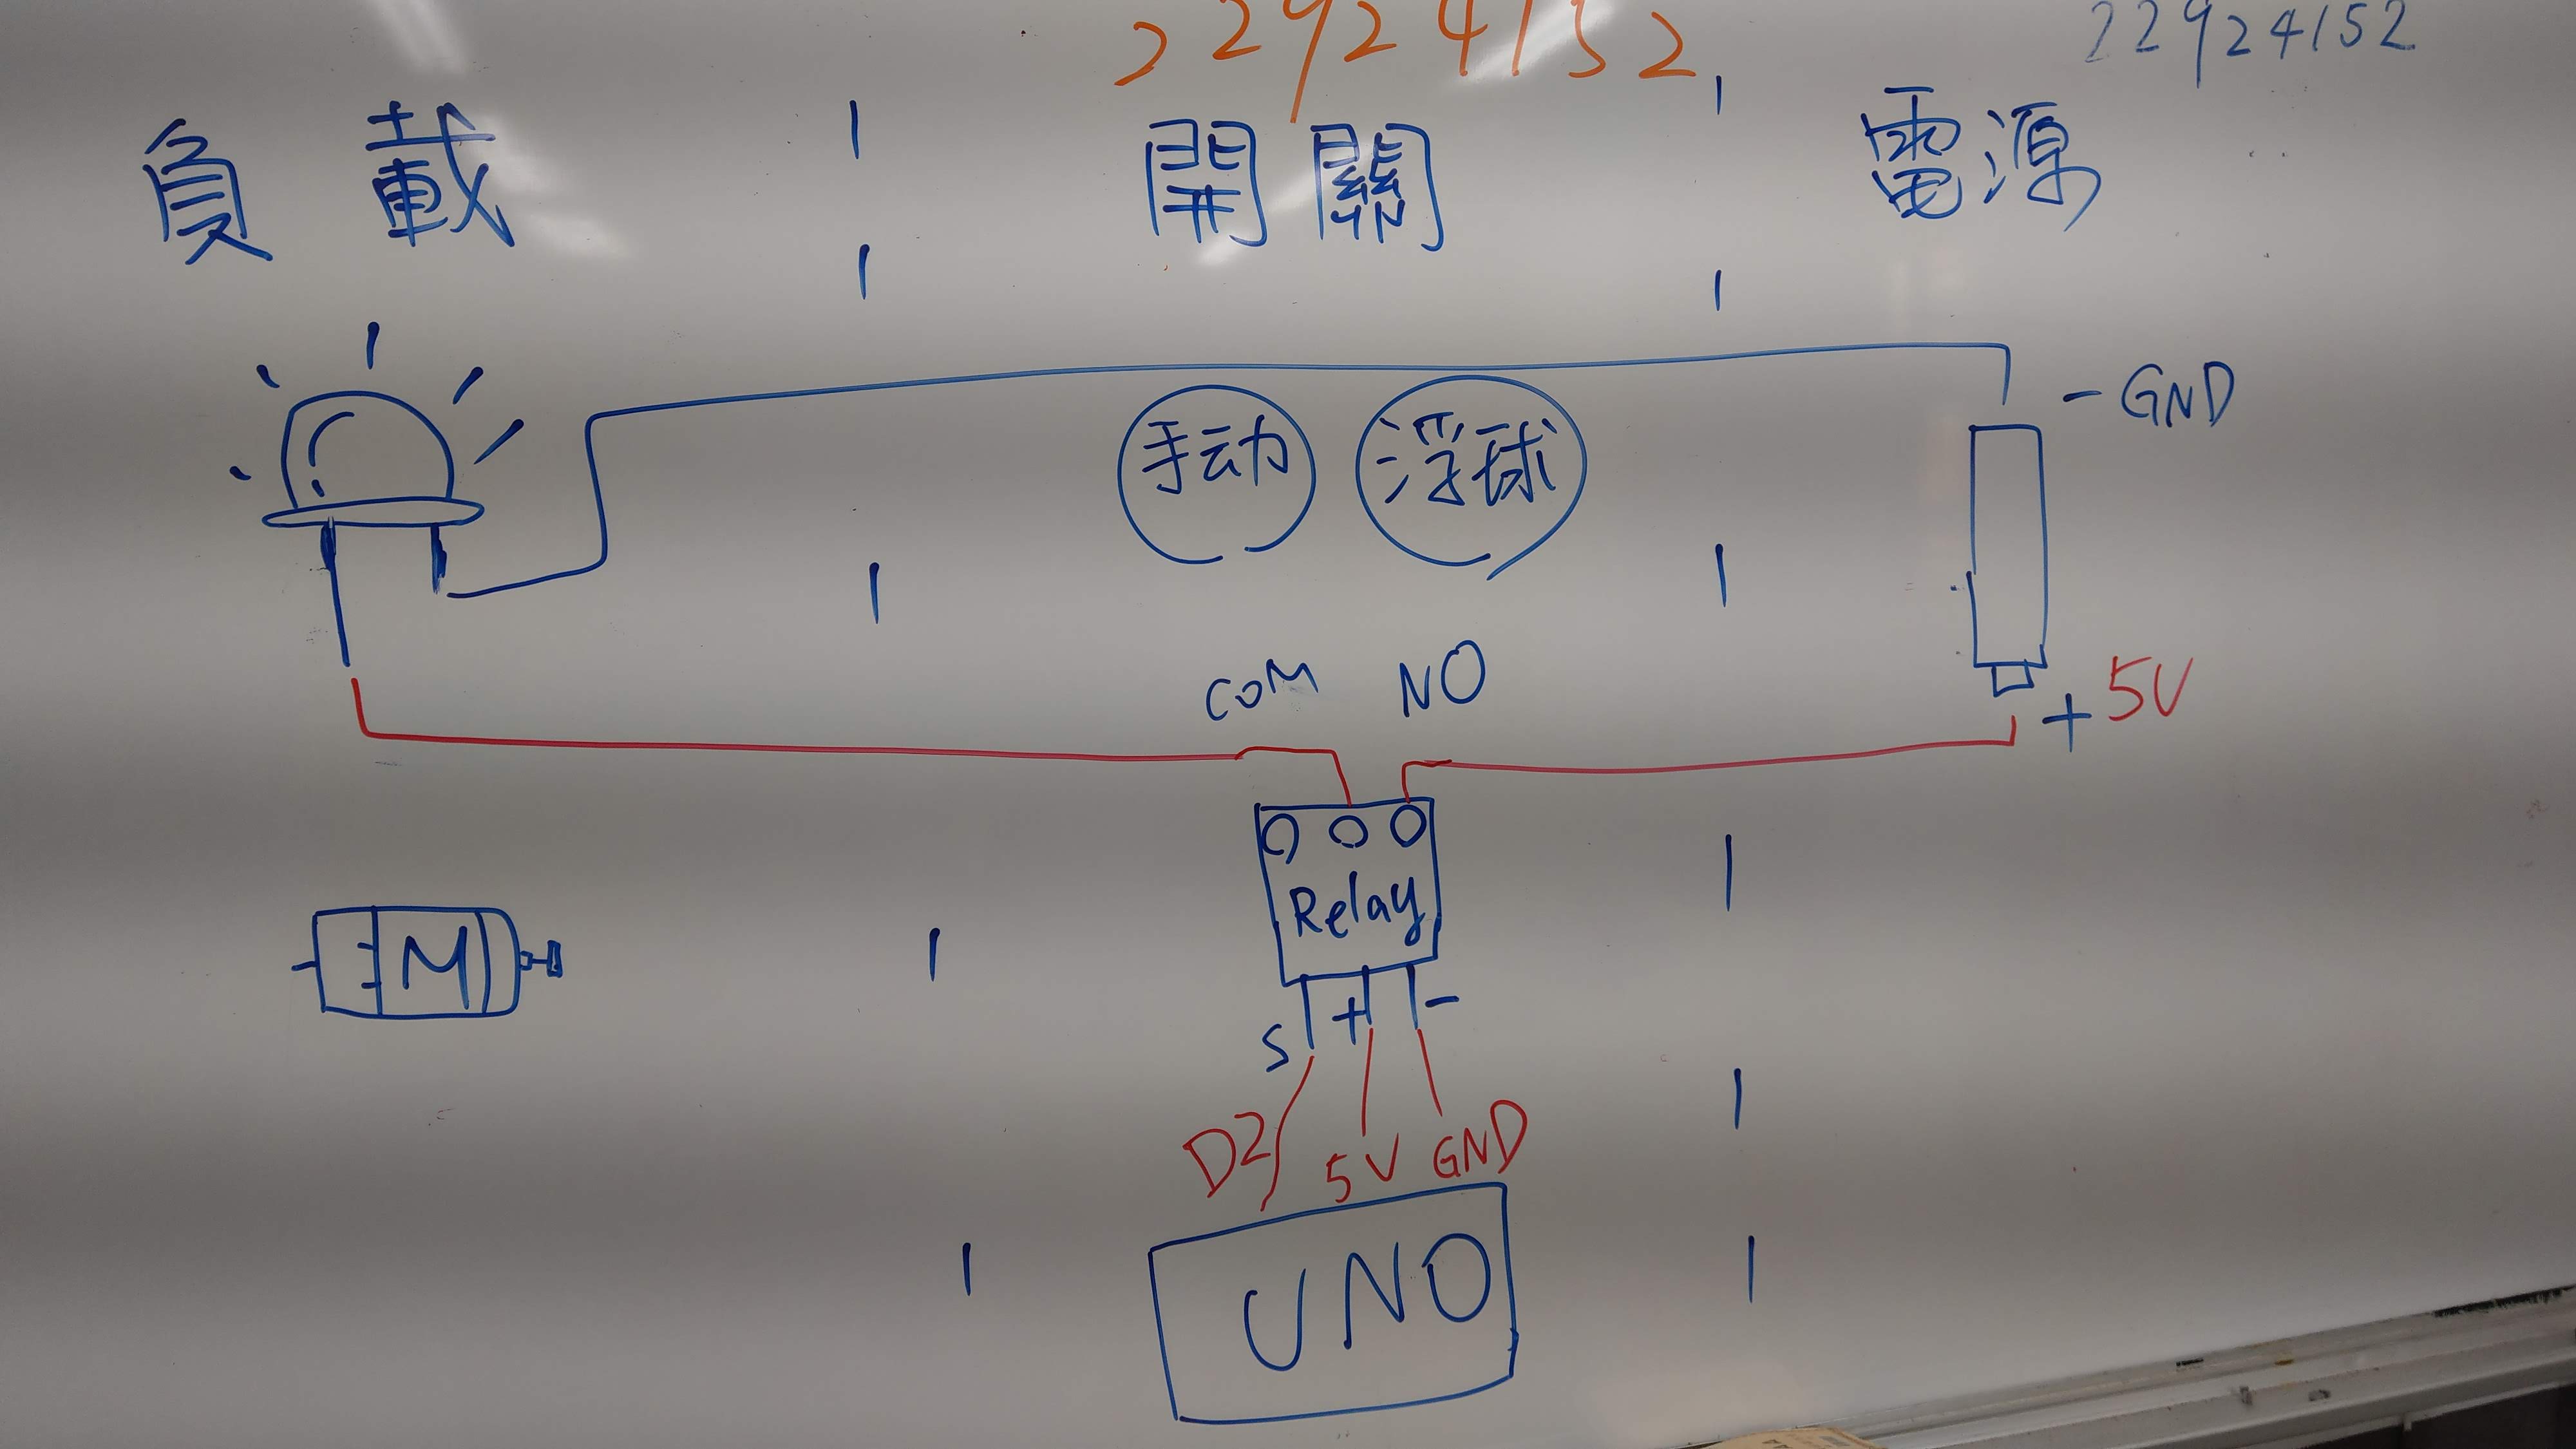 22924152
22924152
負載 開關 電源
- GND
手动 浮球
COM NO
+ 5V
Relay
M
S + -
D2 5V GND
UNO